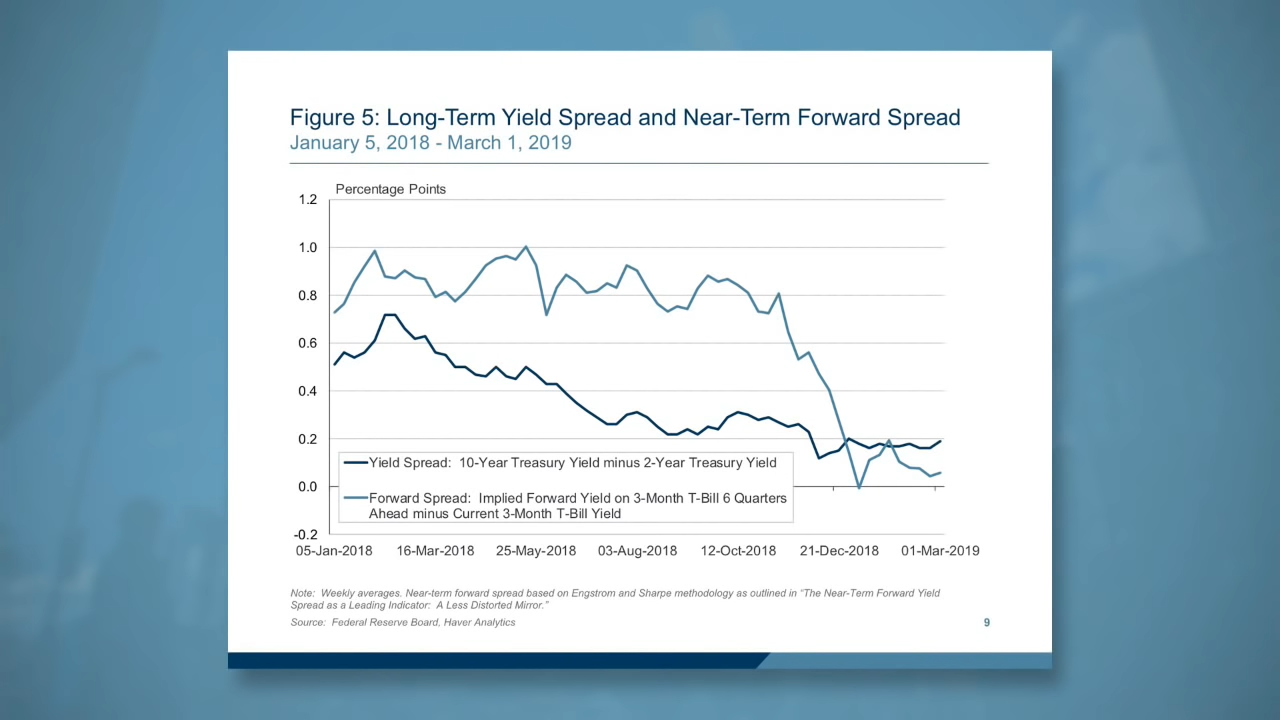 Figure 5: Long-Term Yield Spread and Near-Term Forward Spread
January 5, 2018 - March 1, 2019
Percentage Points
1.2
1.0
0.8
0.6
0.4
0.2
0.0
-0.2
Yield Spread:  10-Year Treasury Yield minus 2-Year Treasury Yield
Forward Spread:  Implied Forward Yield on 3-Month T-Bill 6 Quarters
Ahead minus Current 3-Month T-Bill Yield
05-Jan-2018 16-Mar-2018 25-May-2018 03-Aug-2018 12-Oct-2018 21-Dec-2018 01-Mar-2019
Note:  Weekly averages. Near-term forward spread based on Engstrom and Sharpe methodology as outlined in “The Near-Term Forward Yield
Spread as a Leading Indicator:  A Less Distorted Mirror.”
Source:  Federal Reserve Board, Haver Analytics
9